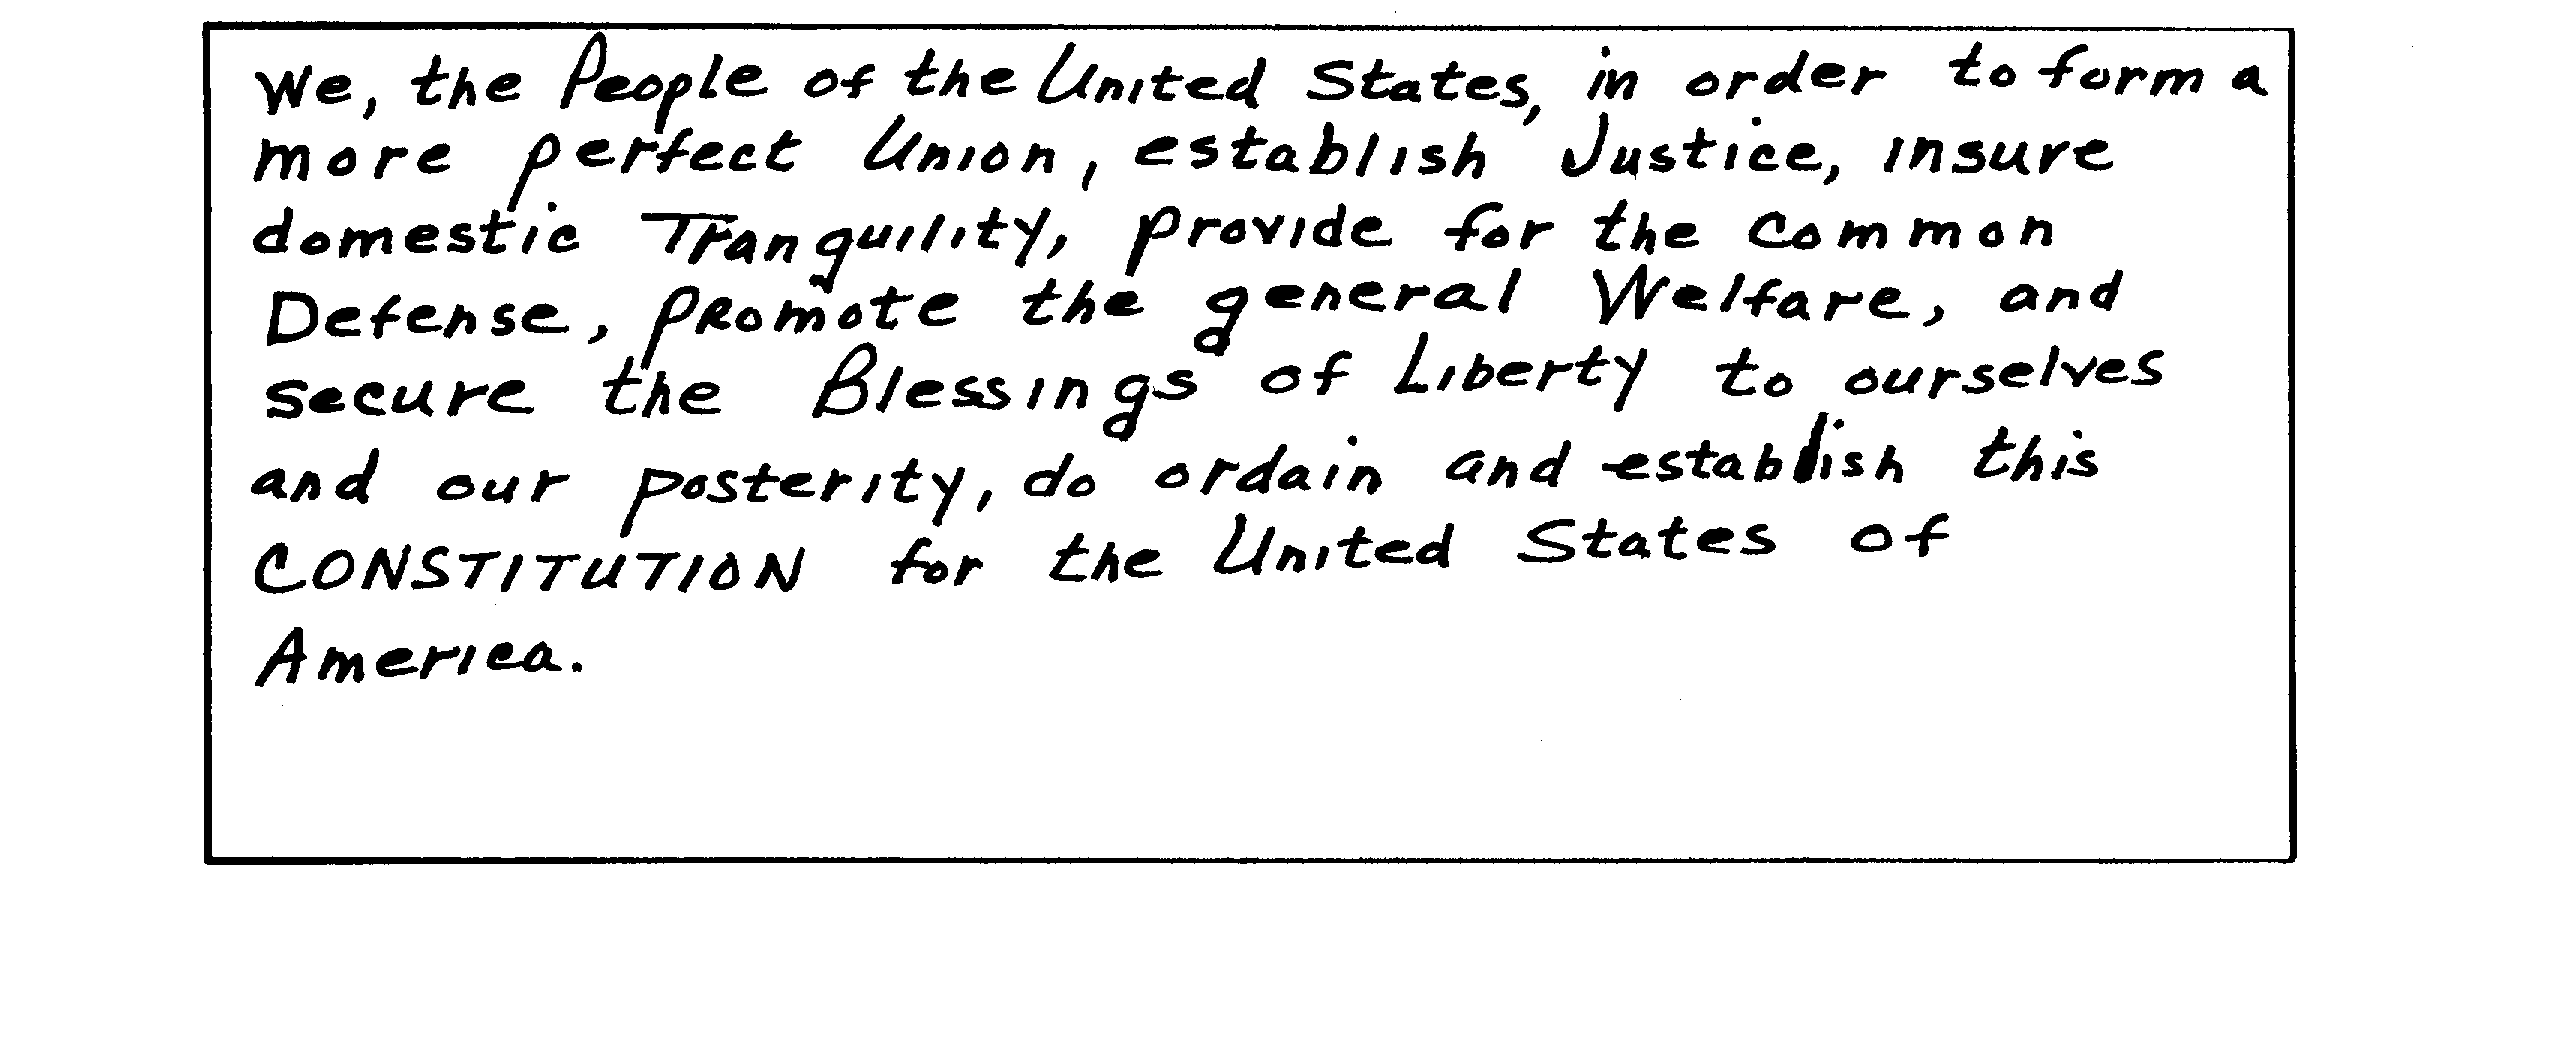 We, the People of the United States, in order to form a
more perfect Union, establish Justice, insure
domestic Tranquility, provide for the common
Defense, promote the general Welfare, and
secure the Blessings of Liberty to ourselves
and our posterity, do ordain and establish this
CONSTITUTION for the United States of
America.